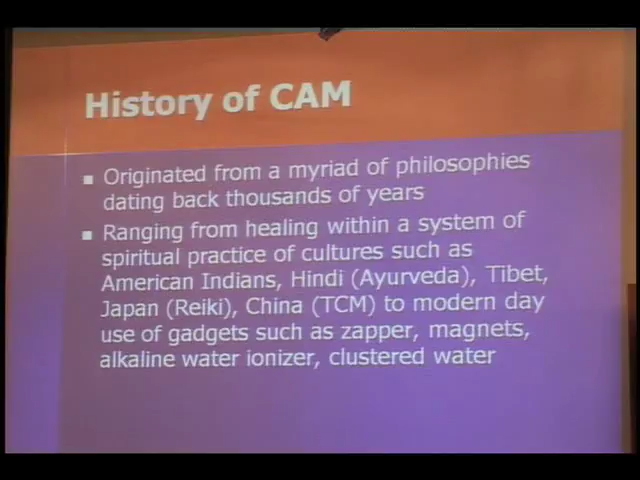 History of CAM
▪ Originated from a myriad of philosophies
dating back thousands of years
▪ Ranging from healing within a system of
spiritual practice of cultures such as
American Indians, Hindi (Ayurveda), Tibet,
Japan (Reiki), China (TCM) to modern day
use of gadgets such as zapper, magnets,
alkaline water ionizer, clustered water